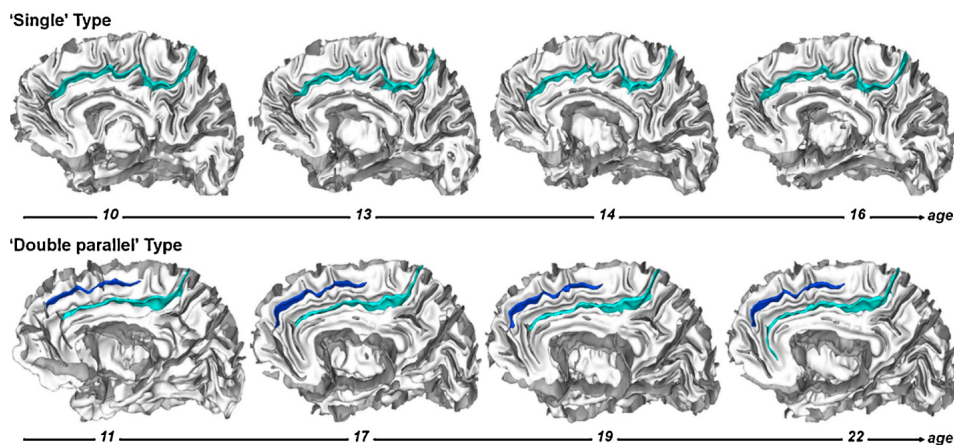 'Single' Type
10 13 14 16 age
'Double parallel' Type
11 17 19 22 age